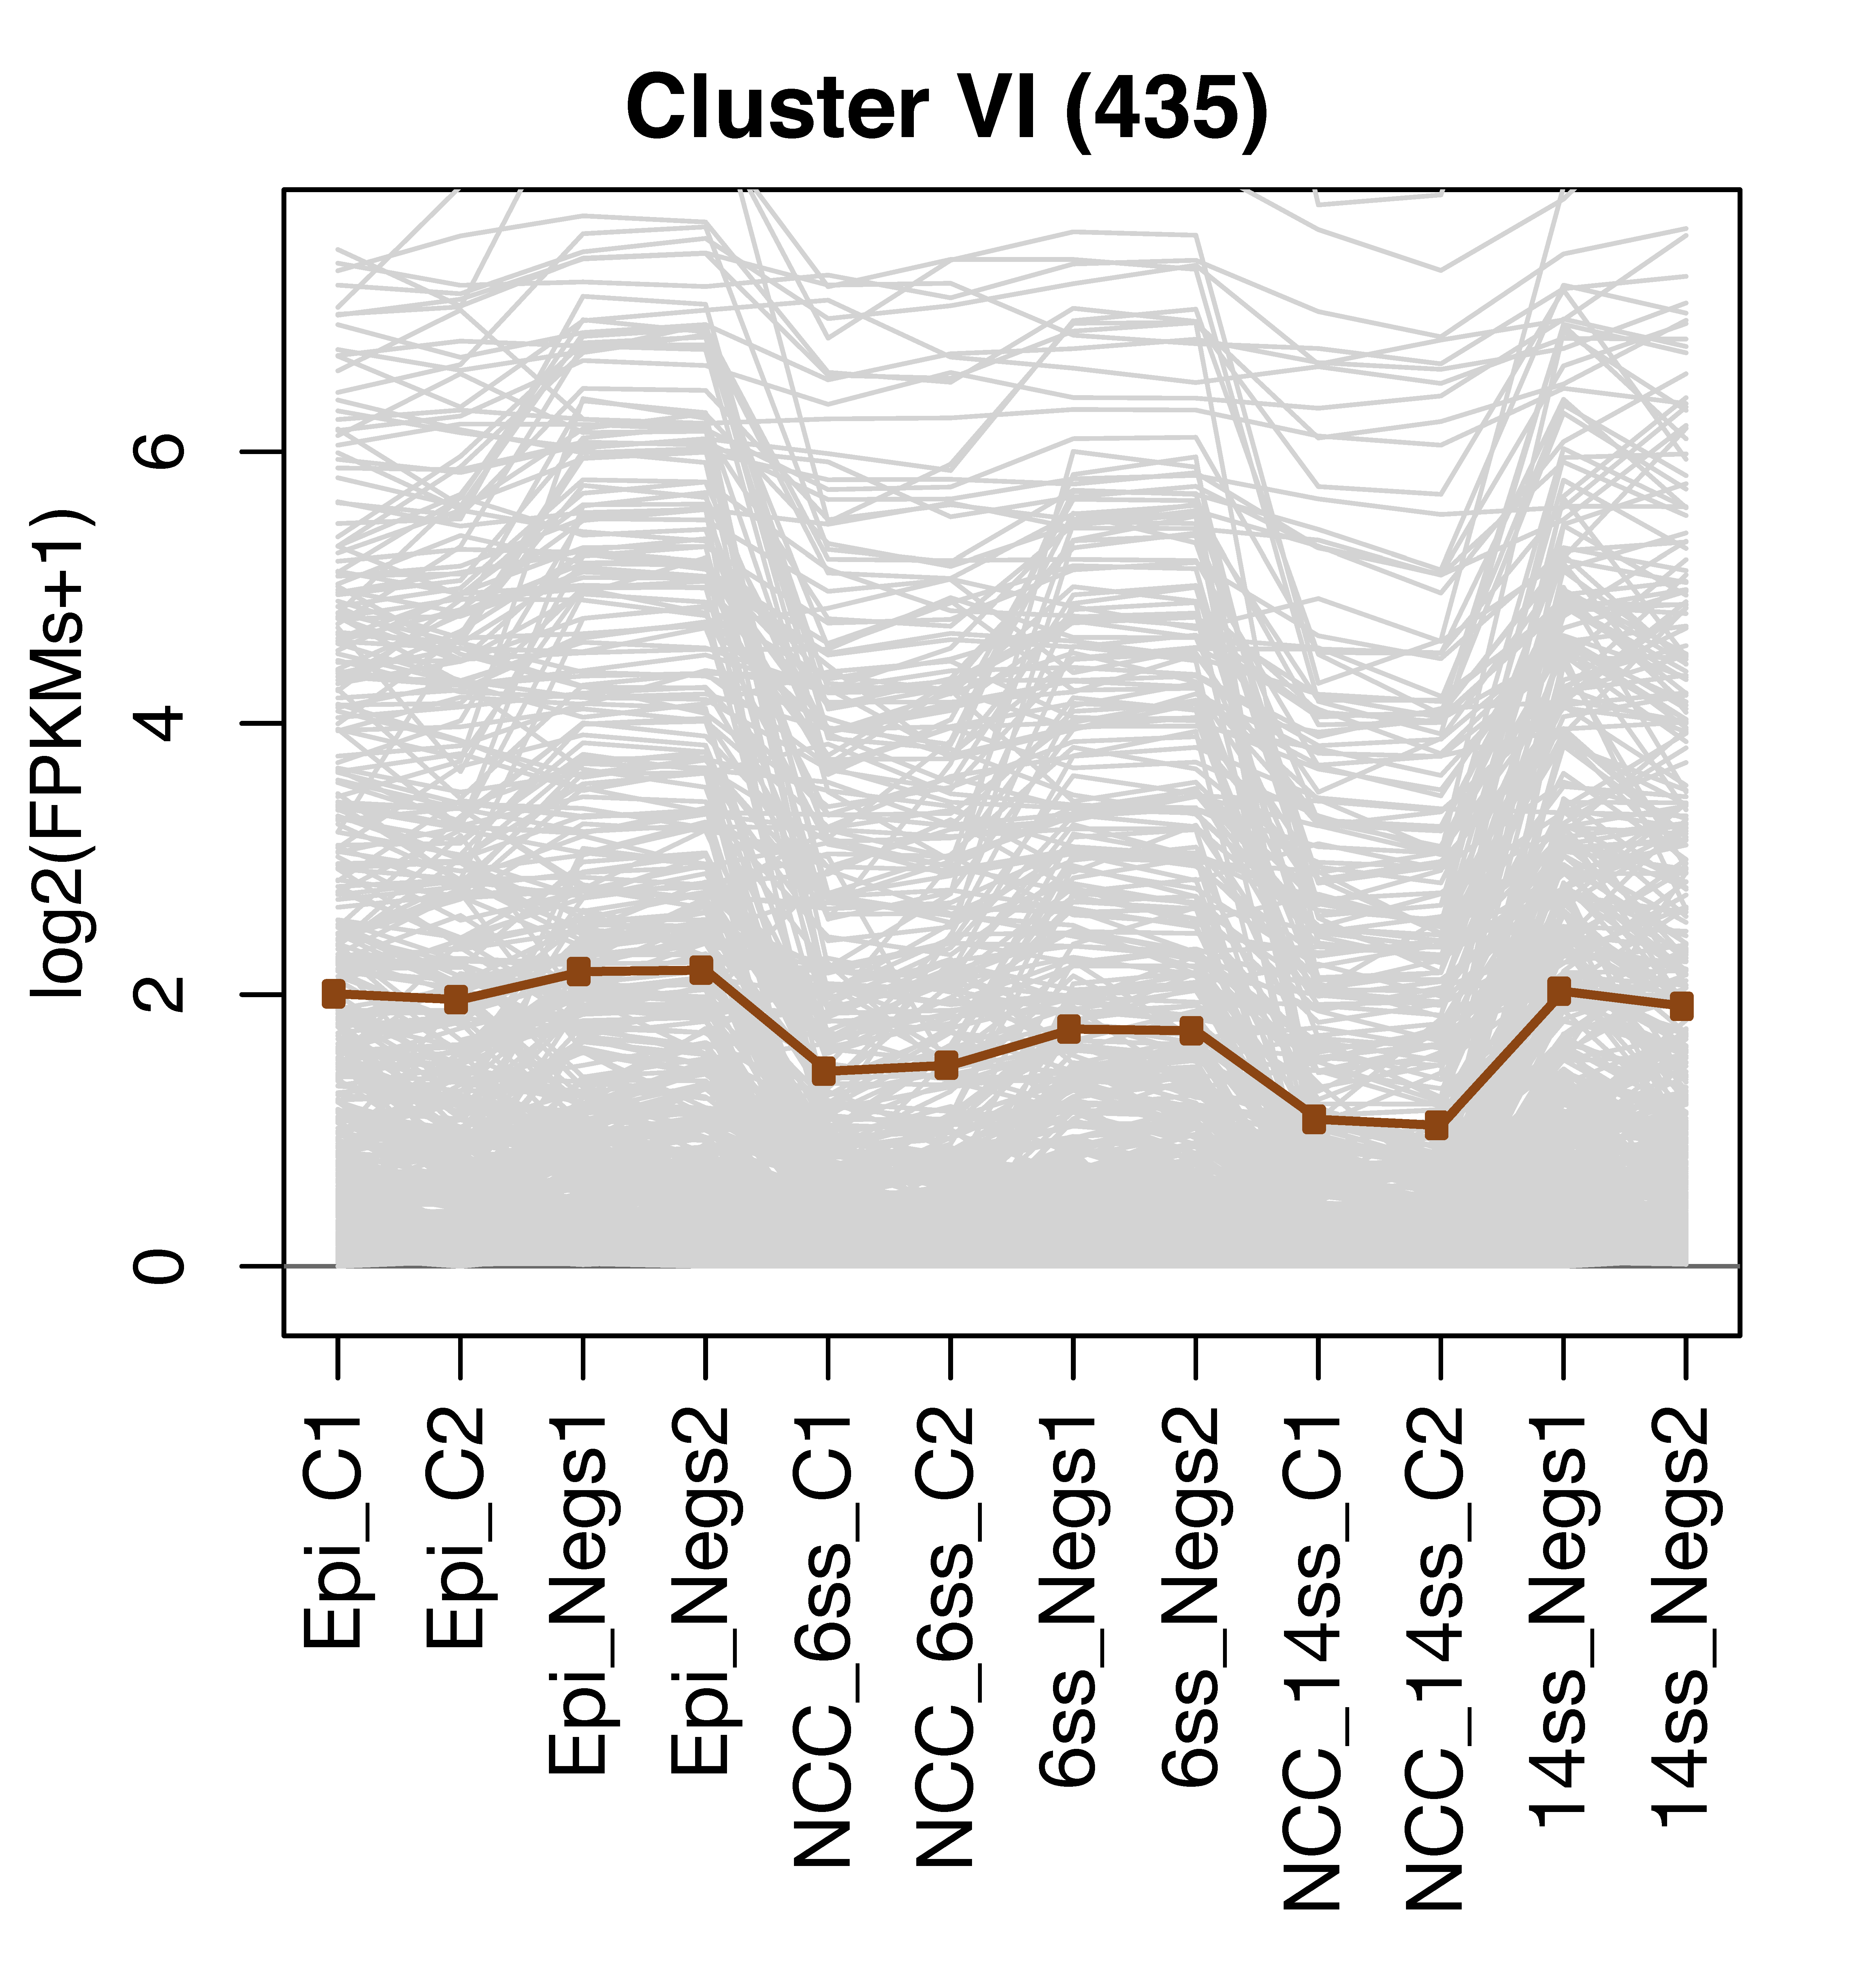 Cluster VI (435)
log2(FPKMs+1)
6
4
2
0
Epi_C1
Epi_C2
Epi_Negs1
Epi_Negs2
NCC_6ss_C1
NCC_6ss_C2
6ss_Negs1
6ss_Negs2
NCC_14ss_C1
NCC_14ss_C2
14ss_Negs1
14ss_Negs2